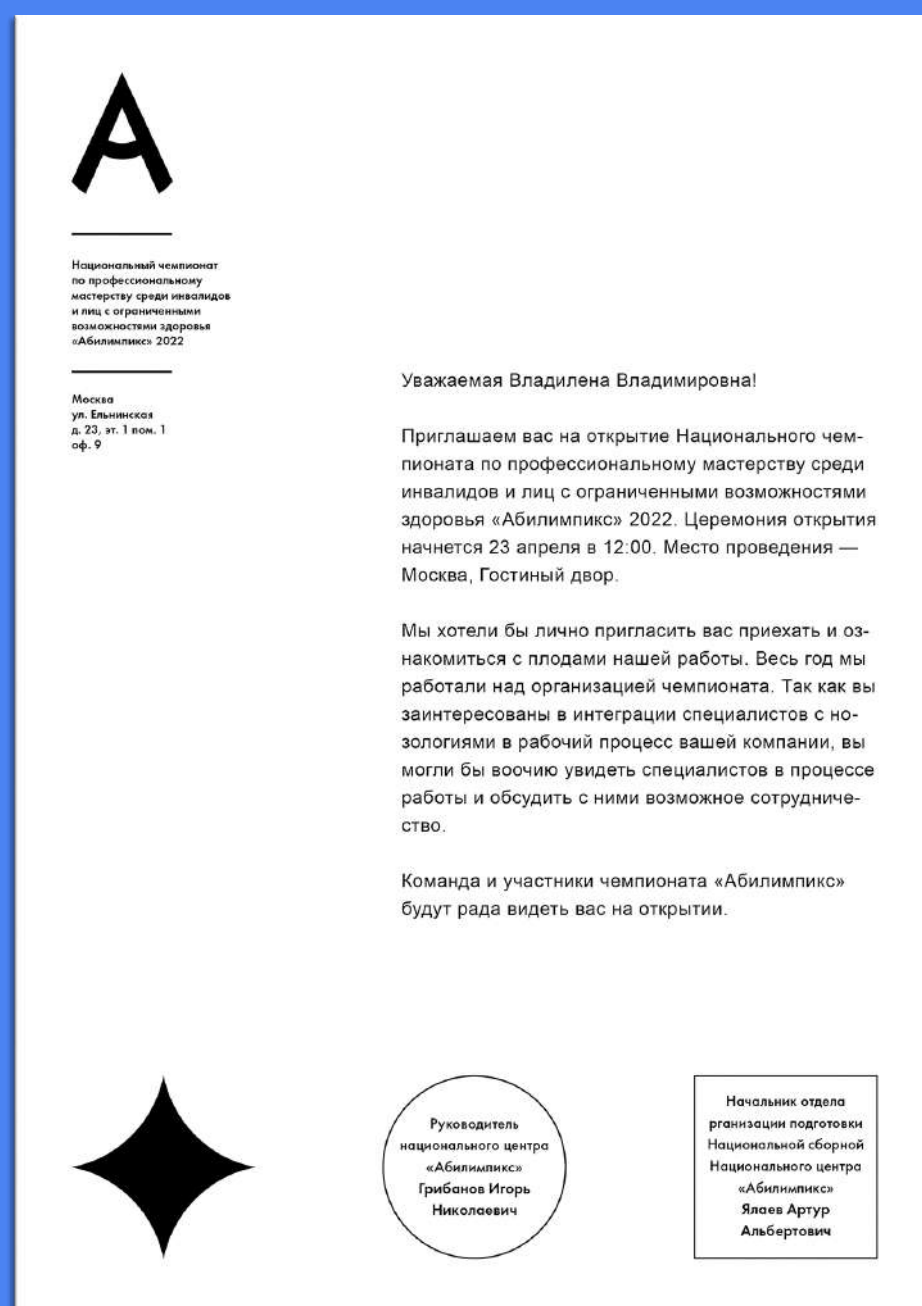 Национальный чемпионат
по профессиональному
мастерству среди инвалидов
и лиц с ограниченными
возможностями здоровья
«Абилимпикс» 2022
Москва
ул. Ельнинская
д. 23, эт. 1 пом. 1
оф. 9
Уважаемая Владилена Владимировна!
Приглашаем вас на открытие Национального чем-
пионата по профессиональному мастерству среди
инвалидов и лиц с ограниченными возможностями
здоровья «Абилимпикс» 2022. Церемония открытия
начнется 23 апреля в 12:00. Место проведения —
Москва, Гостиный двор.
Мы хотели бы лично пригласить вас приехать и оз-
накомиться с плодами нашей работы. Весь год мы
работали над организацией чемпионата. Так как вы
заинтересованы в интеграции специалистов с но-
зологиями в рабочий процесс вашей компании, вы
могли бы воочию увидеть специалистов в процессе
работы и обсудить с ними возможное сотрудниче-
ство.
Команда и участники чемпионата «Абилимпикс»
будут рада видеть вас на открытии.
Руководитель
национального центра
«Абилимпикс»
Грибанов Игорь
Николаевич
Начальник отдела
рганизации подготовки
Национальной сборной
Национального центра
«Абилимпикс»
Ялаев Артур
Альбертович